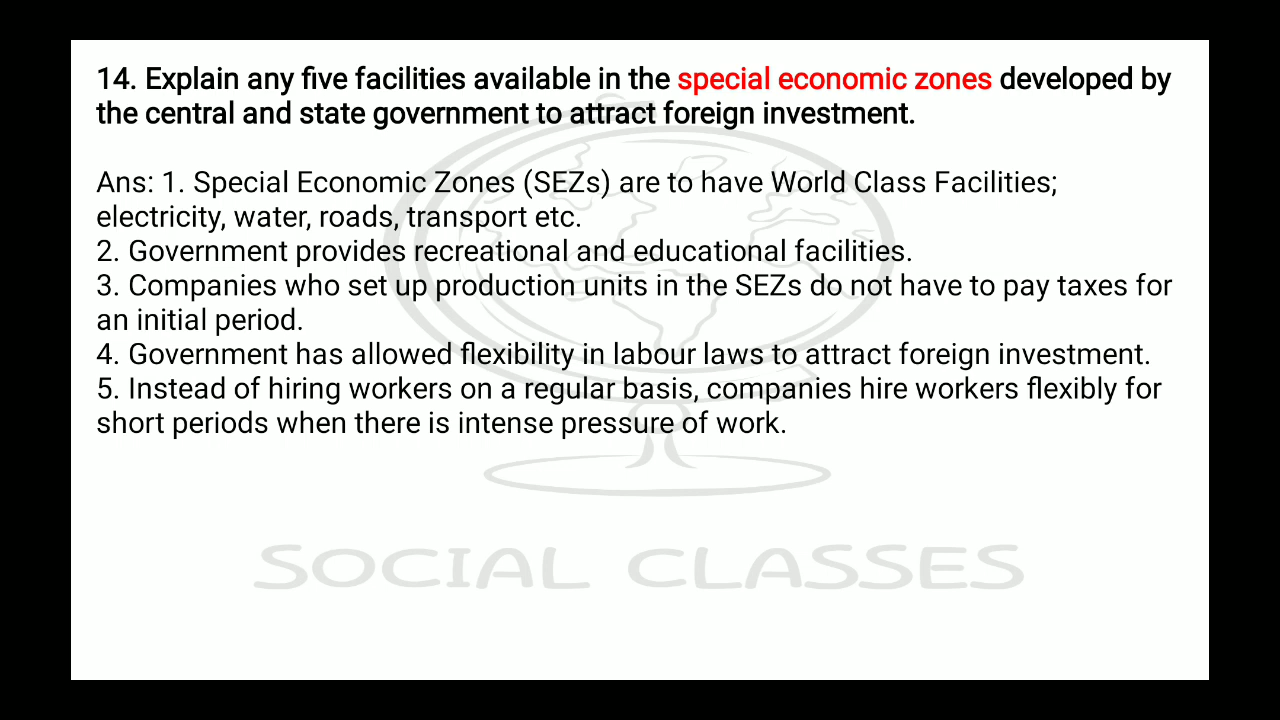 14. Explain any five facilities available in the special economic zones developed by
the central and state government to attract foreign investment.
Ans: 1. Special Economic Zones (SEZs) are to have World Class Facilities;
electricity, water, roads, transport etc.
2. Government provides recreational and educational facilities.
3. Companies who set up production units in the SEZs do not have to pay taxes for
an initial period.
4. Government has allowed flexibility in labour laws to attract foreign investment.
5. Instead of hiring workers on a regular basis, companies hire workers flexibly for
short periods when there is intense pressure of work.
SOCIAL CLASSES